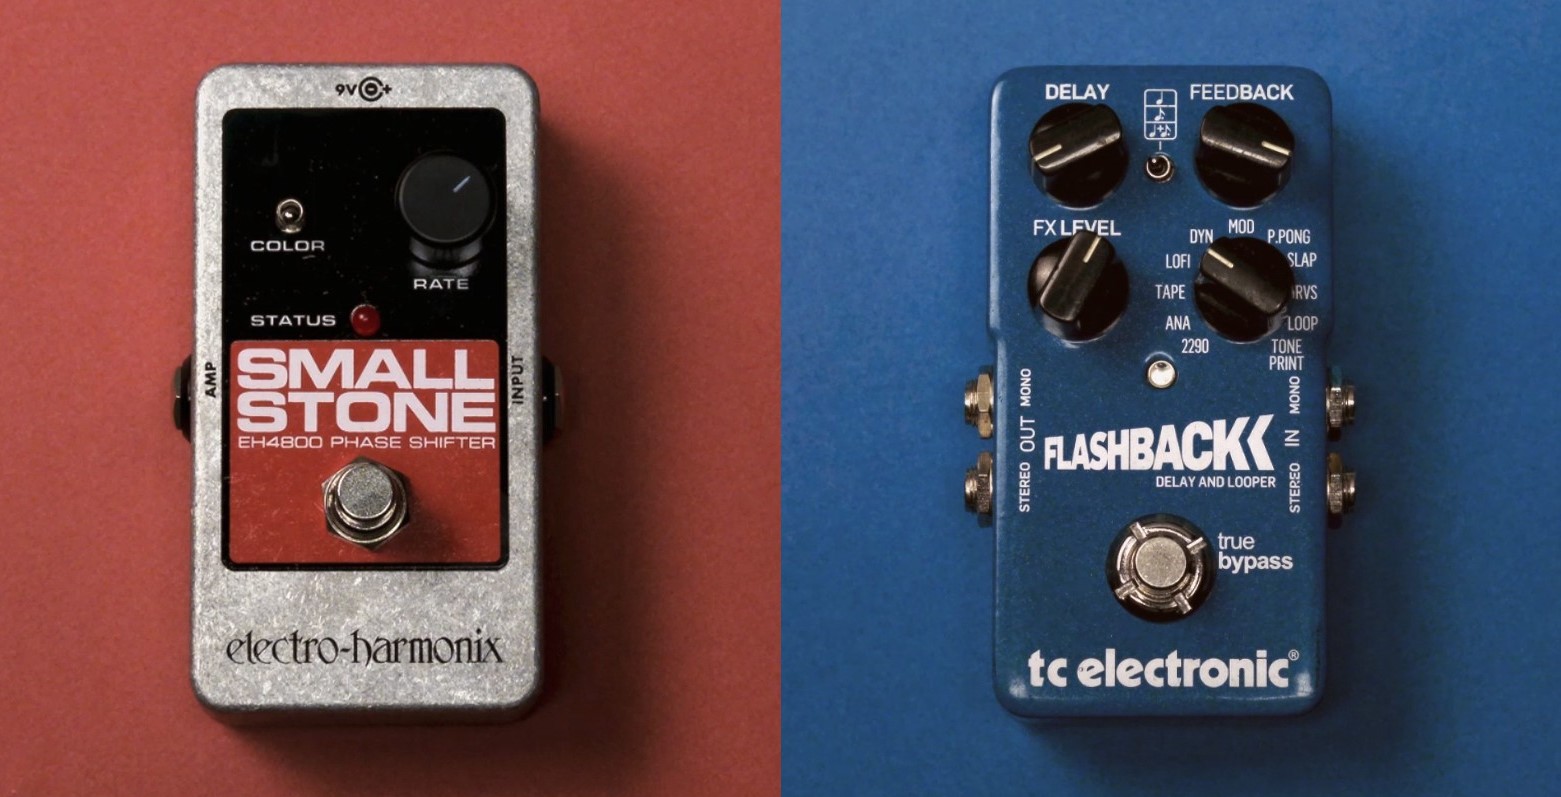 9V
COLOR
RATE
STATUS
AMP
INPUT
SMALL
STONE
EH4800 PHASE SHIFTER
electro-harmonix
DELAY
FEEDBACK
FX LEVEL
MOD
DYN
P.PONG
LOFI
SLAP
TAPE
RVS
ANA
LOOP
2290
TONE
PRINT
STEREO OUT MONO
STEREO IN MONO
FLASHBACK
DELAY AND LOOPER
true
bypass
tc electronic®